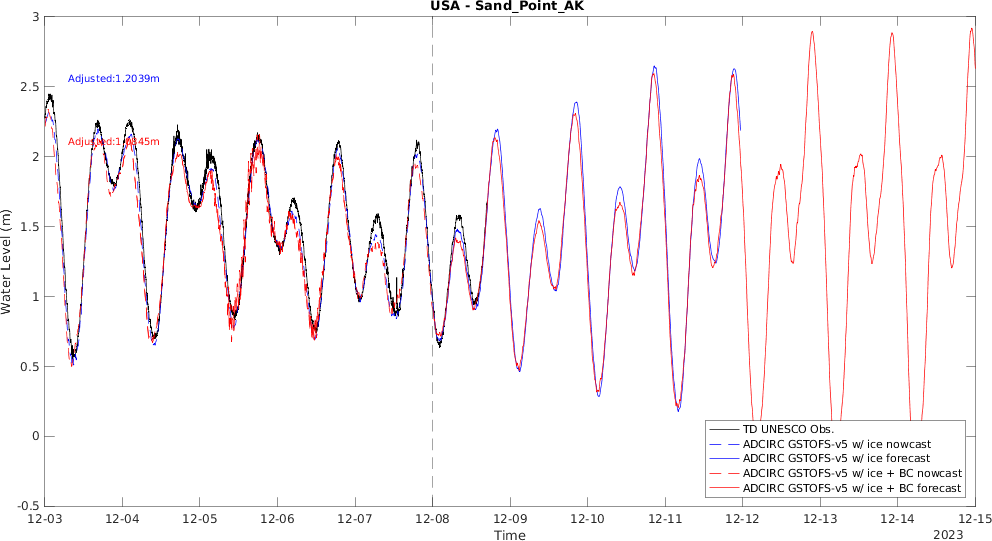 USA - Sand_Point_AK
3
2.5
2
1.5
1
0.5
0
-0.5
Water Level (m)
Adjusted:1.2039m
TD UNESCO Obs.
ADCIRC GSTOFS-v5 w/ ice nowcast
ADCIRC GSTOFS-v5 w/ ice forecast
ADCIRC GSTOFS-v5 w/ ice + BC nowcast
ADCIRC GSTOFS-v5 w/ ice + BC forecast
12-03 12-04 12-05 12-06 12-07 12-08 12-09 12-10 12-11 12-12 12-13 12-14 12-15
Time
2023